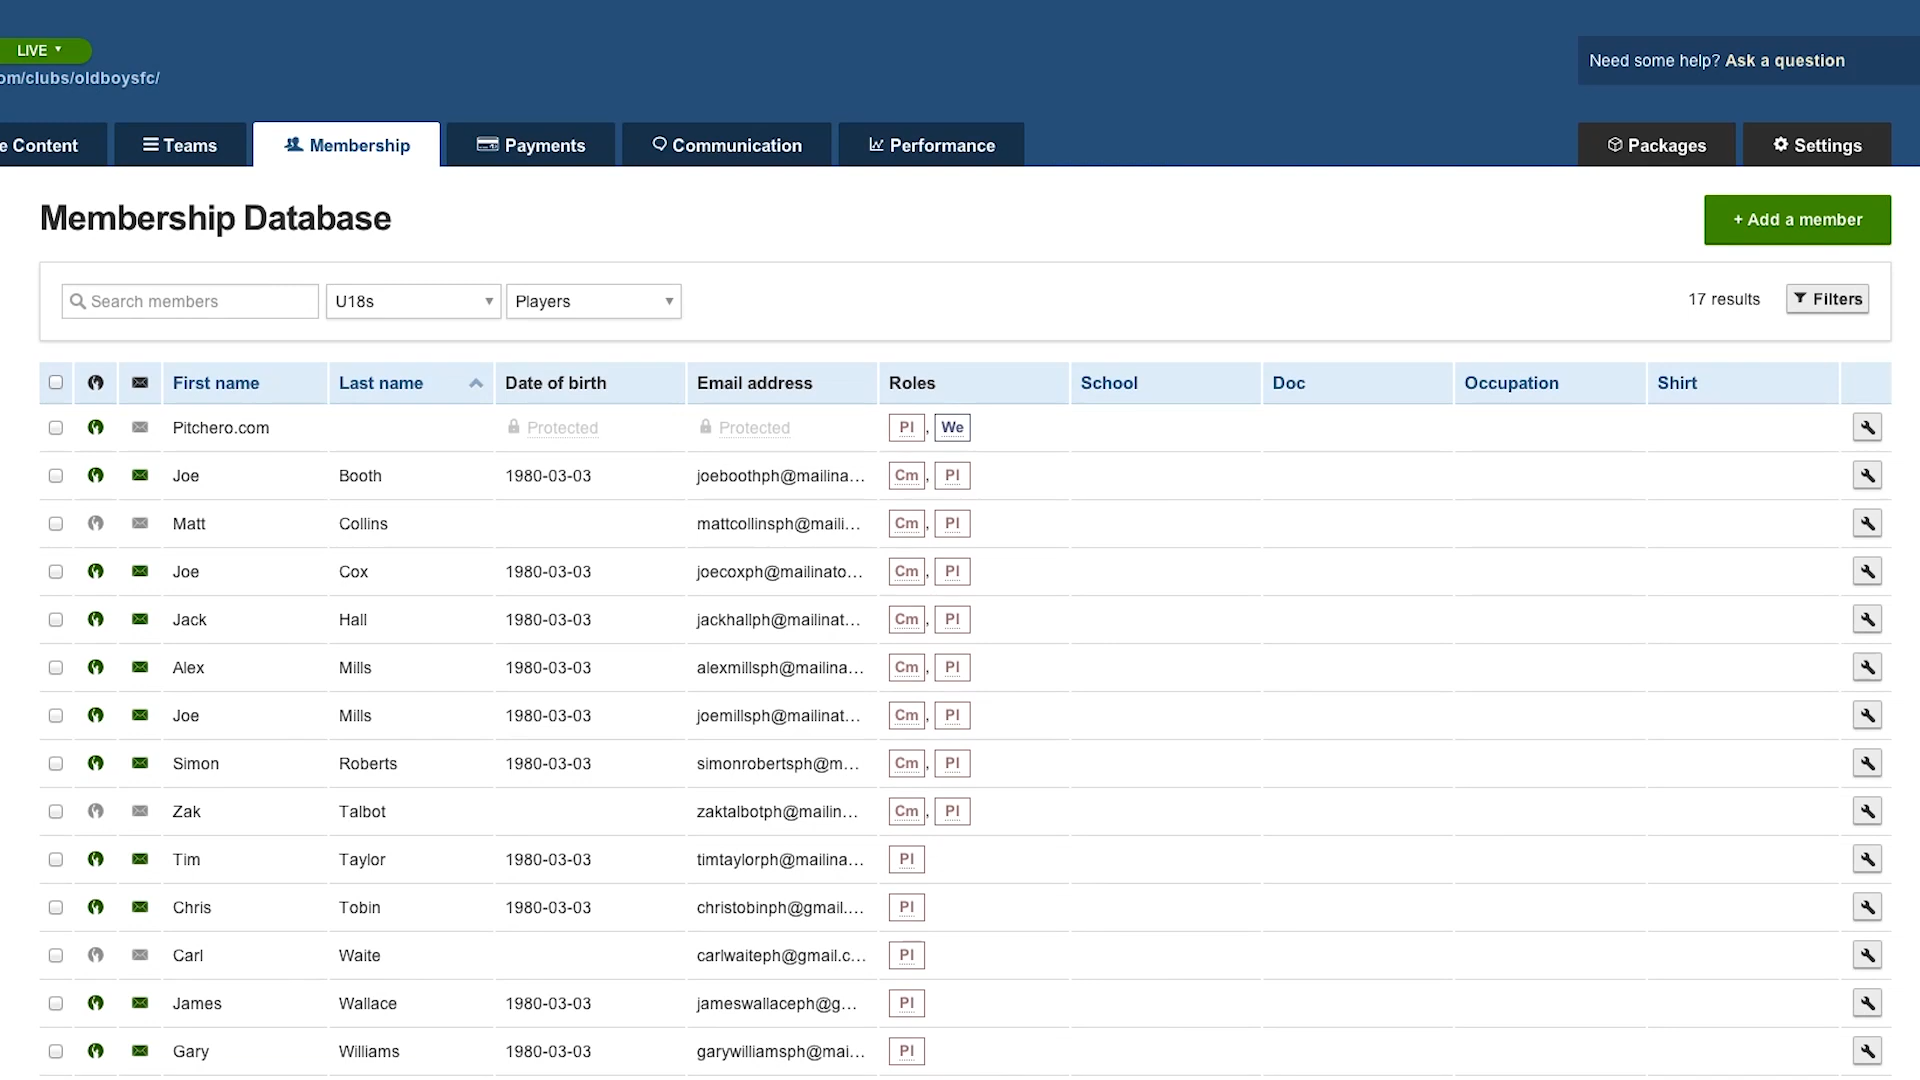 LIVE
om/clubs/oldboysfc/
Need some help? Ask a question
e Content
Teams
Membership
Payments
Communication
Performance
Packages
Settings
Membership Database
+ Add a member
Search members
U18s
Players
17 results
Filters
First name Last name Date of birth Email address Roles School Doc Occupation Shirt
Pitchero.com Protected Protected Pl, We
Joe Booth 1980-03-03 joeboothph@mailina... Cm, Pl
Matt Collins mattcollinsph@maili... Cm, Pl
Joe Cox 1980-03-03 joecoxph@mailinato... Cm, Pl
Jack Hall 1980-03-03 jackhallph@mailinat... Cm, Pl
Alex Mills 1980-03-03 alexmillsph@mailina... Cm, Pl
Joe Mills 1980-03-03 joemillsph@mailinat... Cm, Pl
Simon Roberts 1980-03-03 simonrobertsph@m... Cm, Pl
Zak Talbot zaktalbotph@mailin... Cm, Pl
Tim Taylor 1980-03-03 timtaylorph@mailina... Pl
Chris Tobin 1980-03-03 christobinph@gmail.... Pl
Carl Waite carlwaiteph@gmail.c... Pl
James Wallace 1980-03-03 jameswallaceph@g... Pl
Gary Williams 1980-03-03 garywilliamsph@mai... Pl